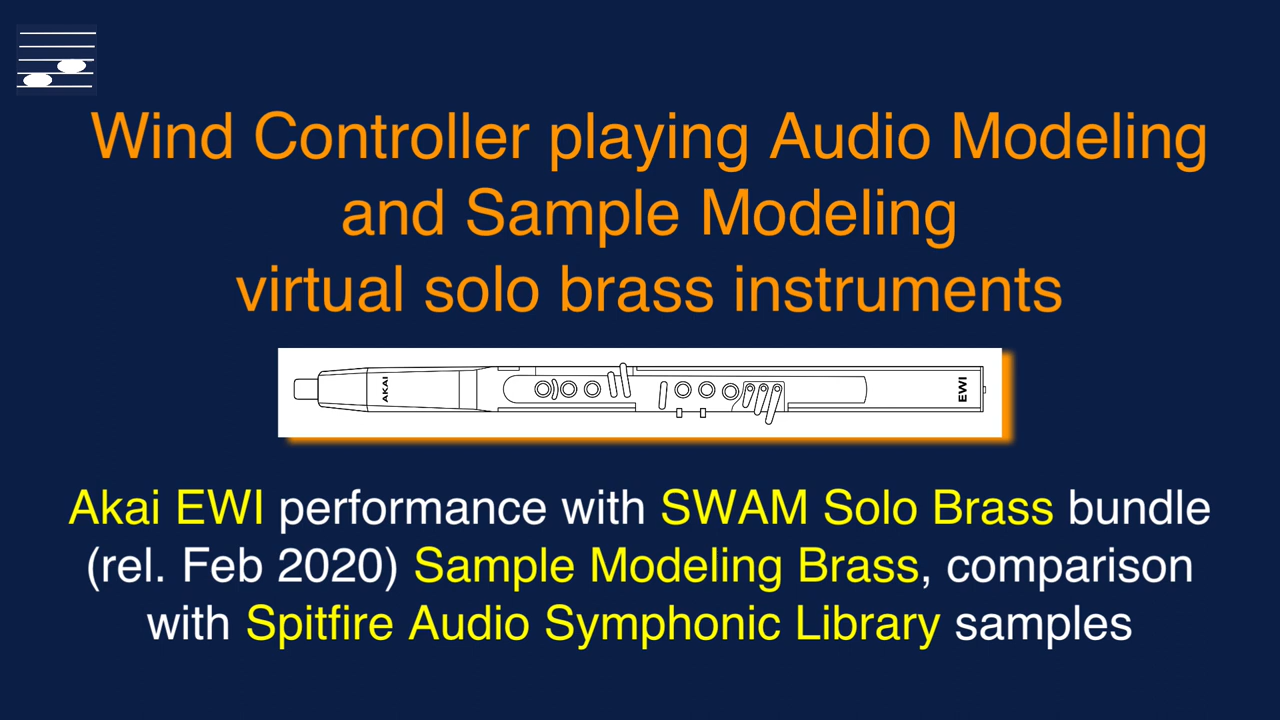 Wind Controller playing Audio Modeling
and Sample Modeling
virtual solo brass instruments
AKAI
EWI
Akai EWI performance with SWAM Solo Brass bundle
(rel. Feb 2020) Sample Modeling Brass, comparison
with Spitfire Audio Symphonic Library samples